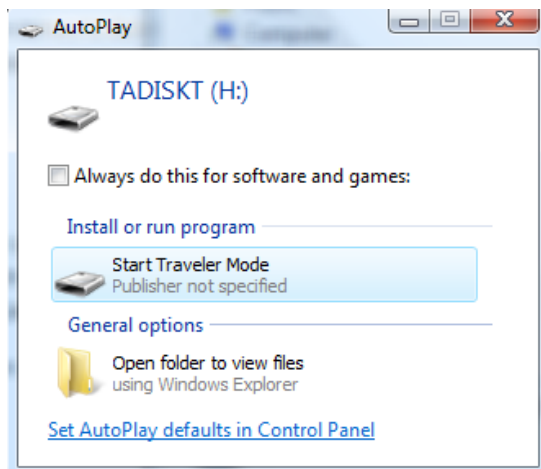 AutoPlay
Computer
TADISKT (H:)
Always do this for software and games:
Install or run program
Start Traveler Mode
Publisher not specified
General options
Open folder to view files
using Windows Explorer
Set AutoPlay defaults in Control Panel